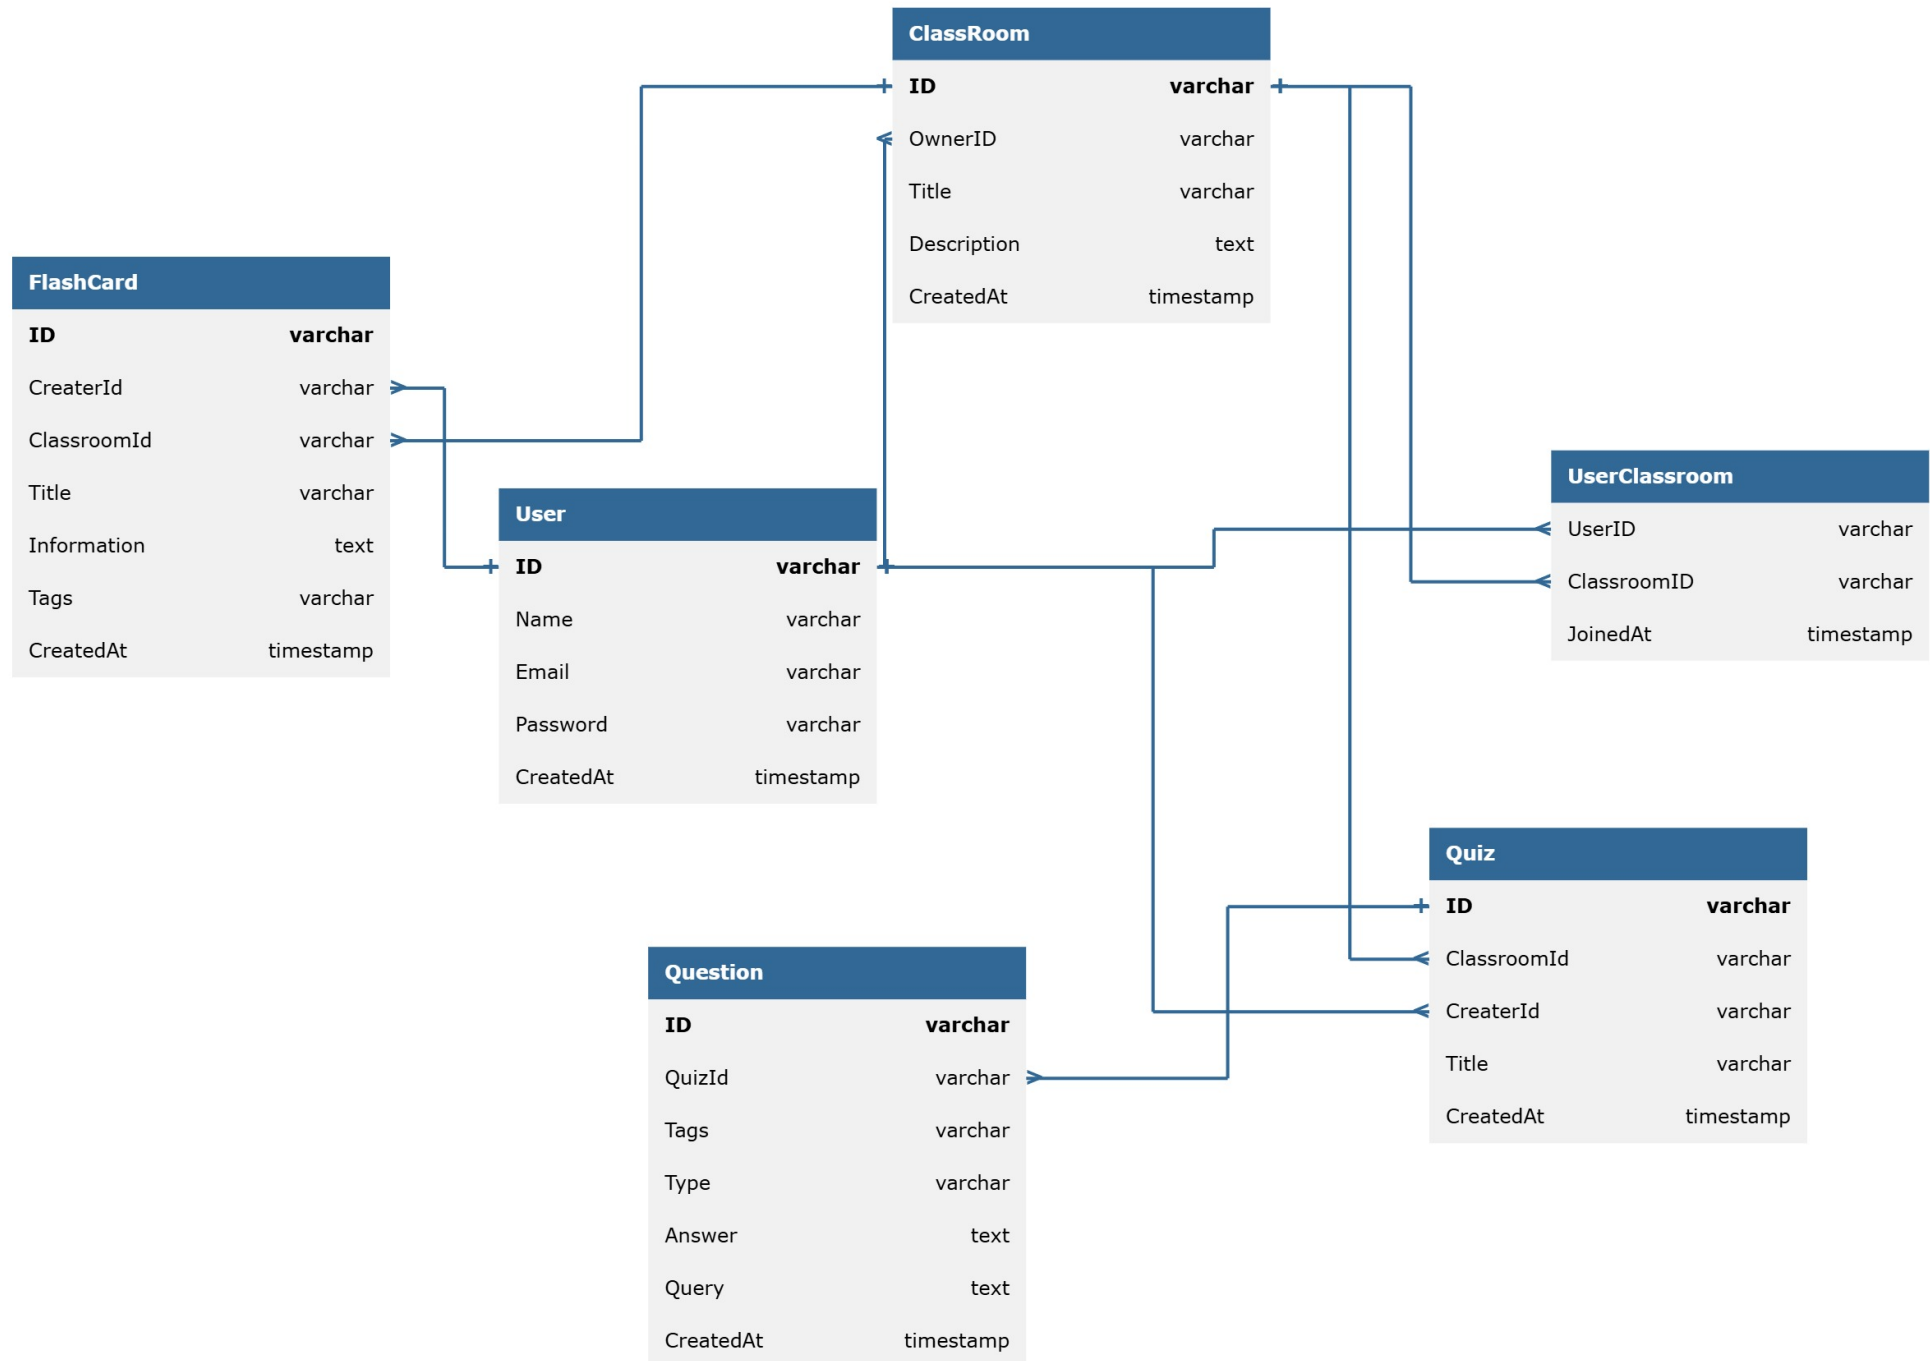 ClassRoom
ID varchar
OwnerID varchar
Title varchar
Description text
CreatedAt timestamp
FlashCard
ID varchar
CreaterId varchar
ClassroomId varchar
Title varchar
Information text
Tags varchar
CreatedAt timestamp
User
ID varchar
Name varchar
Email varchar
Password varchar
CreatedAt timestamp
UserClassroom
UserID varchar
ClassroomID varchar
JoinedAt timestamp
Quiz
ID varchar
ClassroomId varchar
CreaterId varchar
Title varchar
CreatedAt timestamp
Question
ID varchar
QuizId varchar
Tags varchar
Type varchar
Answer text
Query text
CreatedAt timestamp